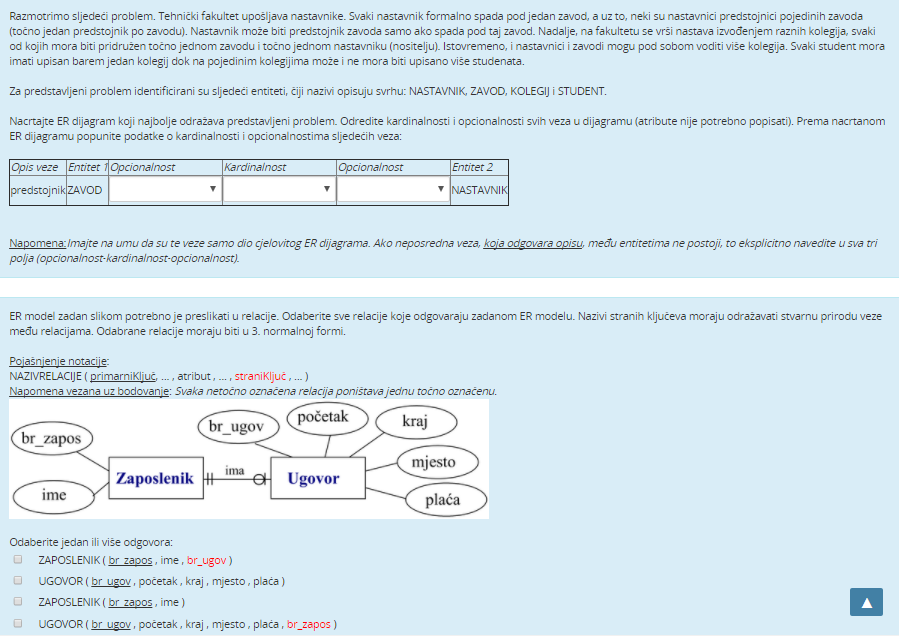 Razmotrimo sljedeći problem. Tehnički fakultet upošljava nastavnike. Svaki nastavnik formalno spada pod jedan zavod, a uz to, neki su nastavnici predstojnici pojedinih zavoda
(točno jedan predstojnik po zavodu). Nastavnik može biti predstojnik zavoda samo ako spada pod taj zavod. Nadalje, na fakultetu se vrši nastava izvođenjem raznih kolegija, svaki
od kojih mora biti pridružen točno jednom zavodu i točno jednom nastavniku (nositelju). Istovremeno, i nastavnici i zavodi mogu pod sobom voditi više kolegija. Svaki student mora
imati upisan barem jedan kolegij dok na pojedinim kolegijima može i ne mora biti upisano više studenata.
Za predstavljeni problem identificirani su sljedeći entiteti, čiji nazivi opisuju svrhu: NASTAVNIK, ZAVOD, KOLEGIJ i STUDENT.
Nacrtajte ER dijagram koji najbolje odražava predstavljeni problem. Odredite kardinalnosti i opcionalnosti svih veza u dijagramu (atribute nije potrebno popisati). Prema nacrtanom
ER dijagramu popunite podatke o kardinalnosti i opcionalnostima sljedećih veza:
Opis veze Entitet 1 Opcionalnost Kardinalnost Opcionalnost Entitet 2
predstojnik ZAVOD NASTAVNIK
Napomena: Imajte na umu da su te veze samo dio cjelovitog ER dijagrama. Ako neposredna veza, koja odgovara opisu, među entitetima ne postoji, to eksplicitno navedite u sva tri
polja (opcionalnost-kardinalnost-opcionalnost).
ER model zadan slikom potrebno je preslikati u relacije. Odaberite sve relacije koje odgovaraju zadanom ER modelu. Nazivi stranih ključeva moraju odražavati stvarnu prirodu veze
među relacijama. Odabrane relacije moraju biti u 3. normalnoj formi.
Pojašnjenje notacije:
NAZIVRELACIJE ( primarniKljuč, ... , atribut , ... , straniKljuč , ... )
Napomena vezana uz bodovanje: Svaka netočno označena relacija poništava jednu točno označenu.
br_zapos
ime
Zaposlenik
ima
Ugovor
br_ugov
početak
kraj
mjesto
plaća
Odaberite jedan ili više odgovora:
ZAPOSLENIK ( br_zapos , ime , br_ugov )
UGOVOR ( br_ugov , početak , kraj , mjesto , plaća )
ZAPOSLENIK ( br_zapos , ime )
UGOVOR ( br_ugov , početak , kraj , mjesto , plaća , br_zapos )